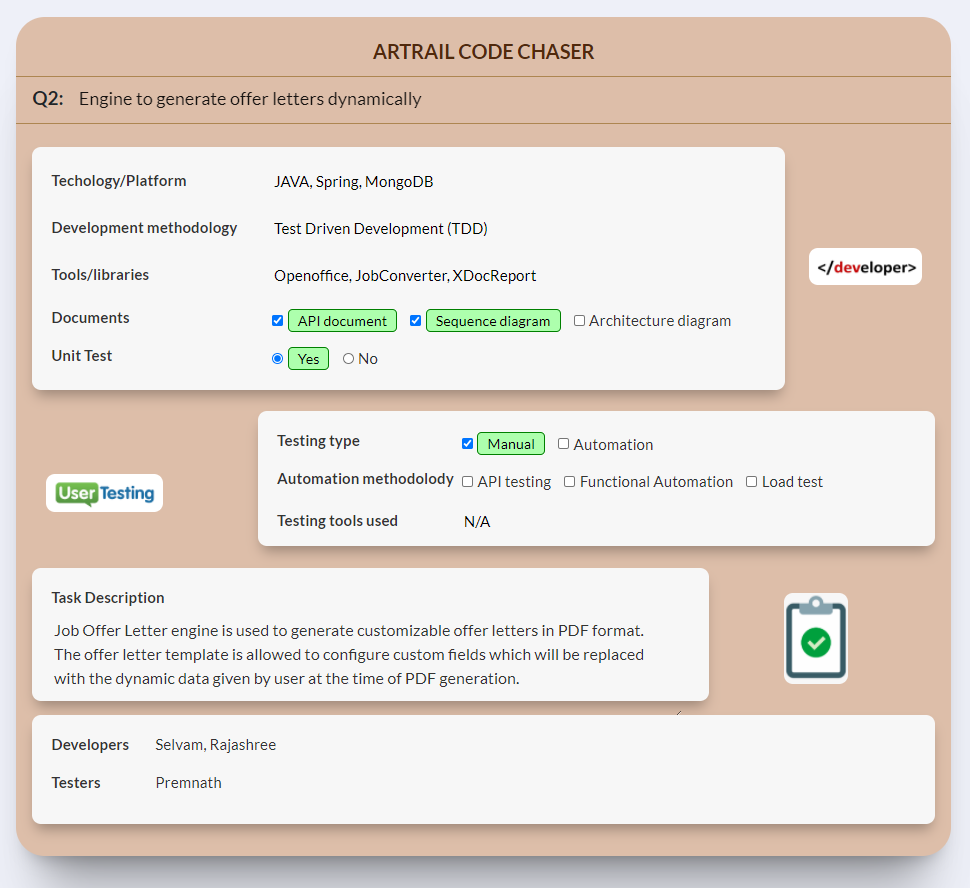 ARTRAIL CODE CHASER
Q2: Engine to generate offer letters dynamically
Techology/Platform JAVA, Spring, MongoDB
Development methodology Test Driven Development (TDD)
Tools/libraries Openoffice, JobConverter, XDocReport
Documents API document Sequence diagram Architecture diagram
Unit Test Yes No
</developer>
Testing type Manual Automation
Automation methodolody API testing Functional Automation Load test
Testing tools used N/A
User Testing
Task Description
Job Offer Letter engine is used to generate customizable offer letters in PDF format.
The offer letter template is allowed to configure custom fields which will be replaced
with the dynamic data given by user at the time of PDF generation.
Developers Selvam, Rajashree
Testers Premnath